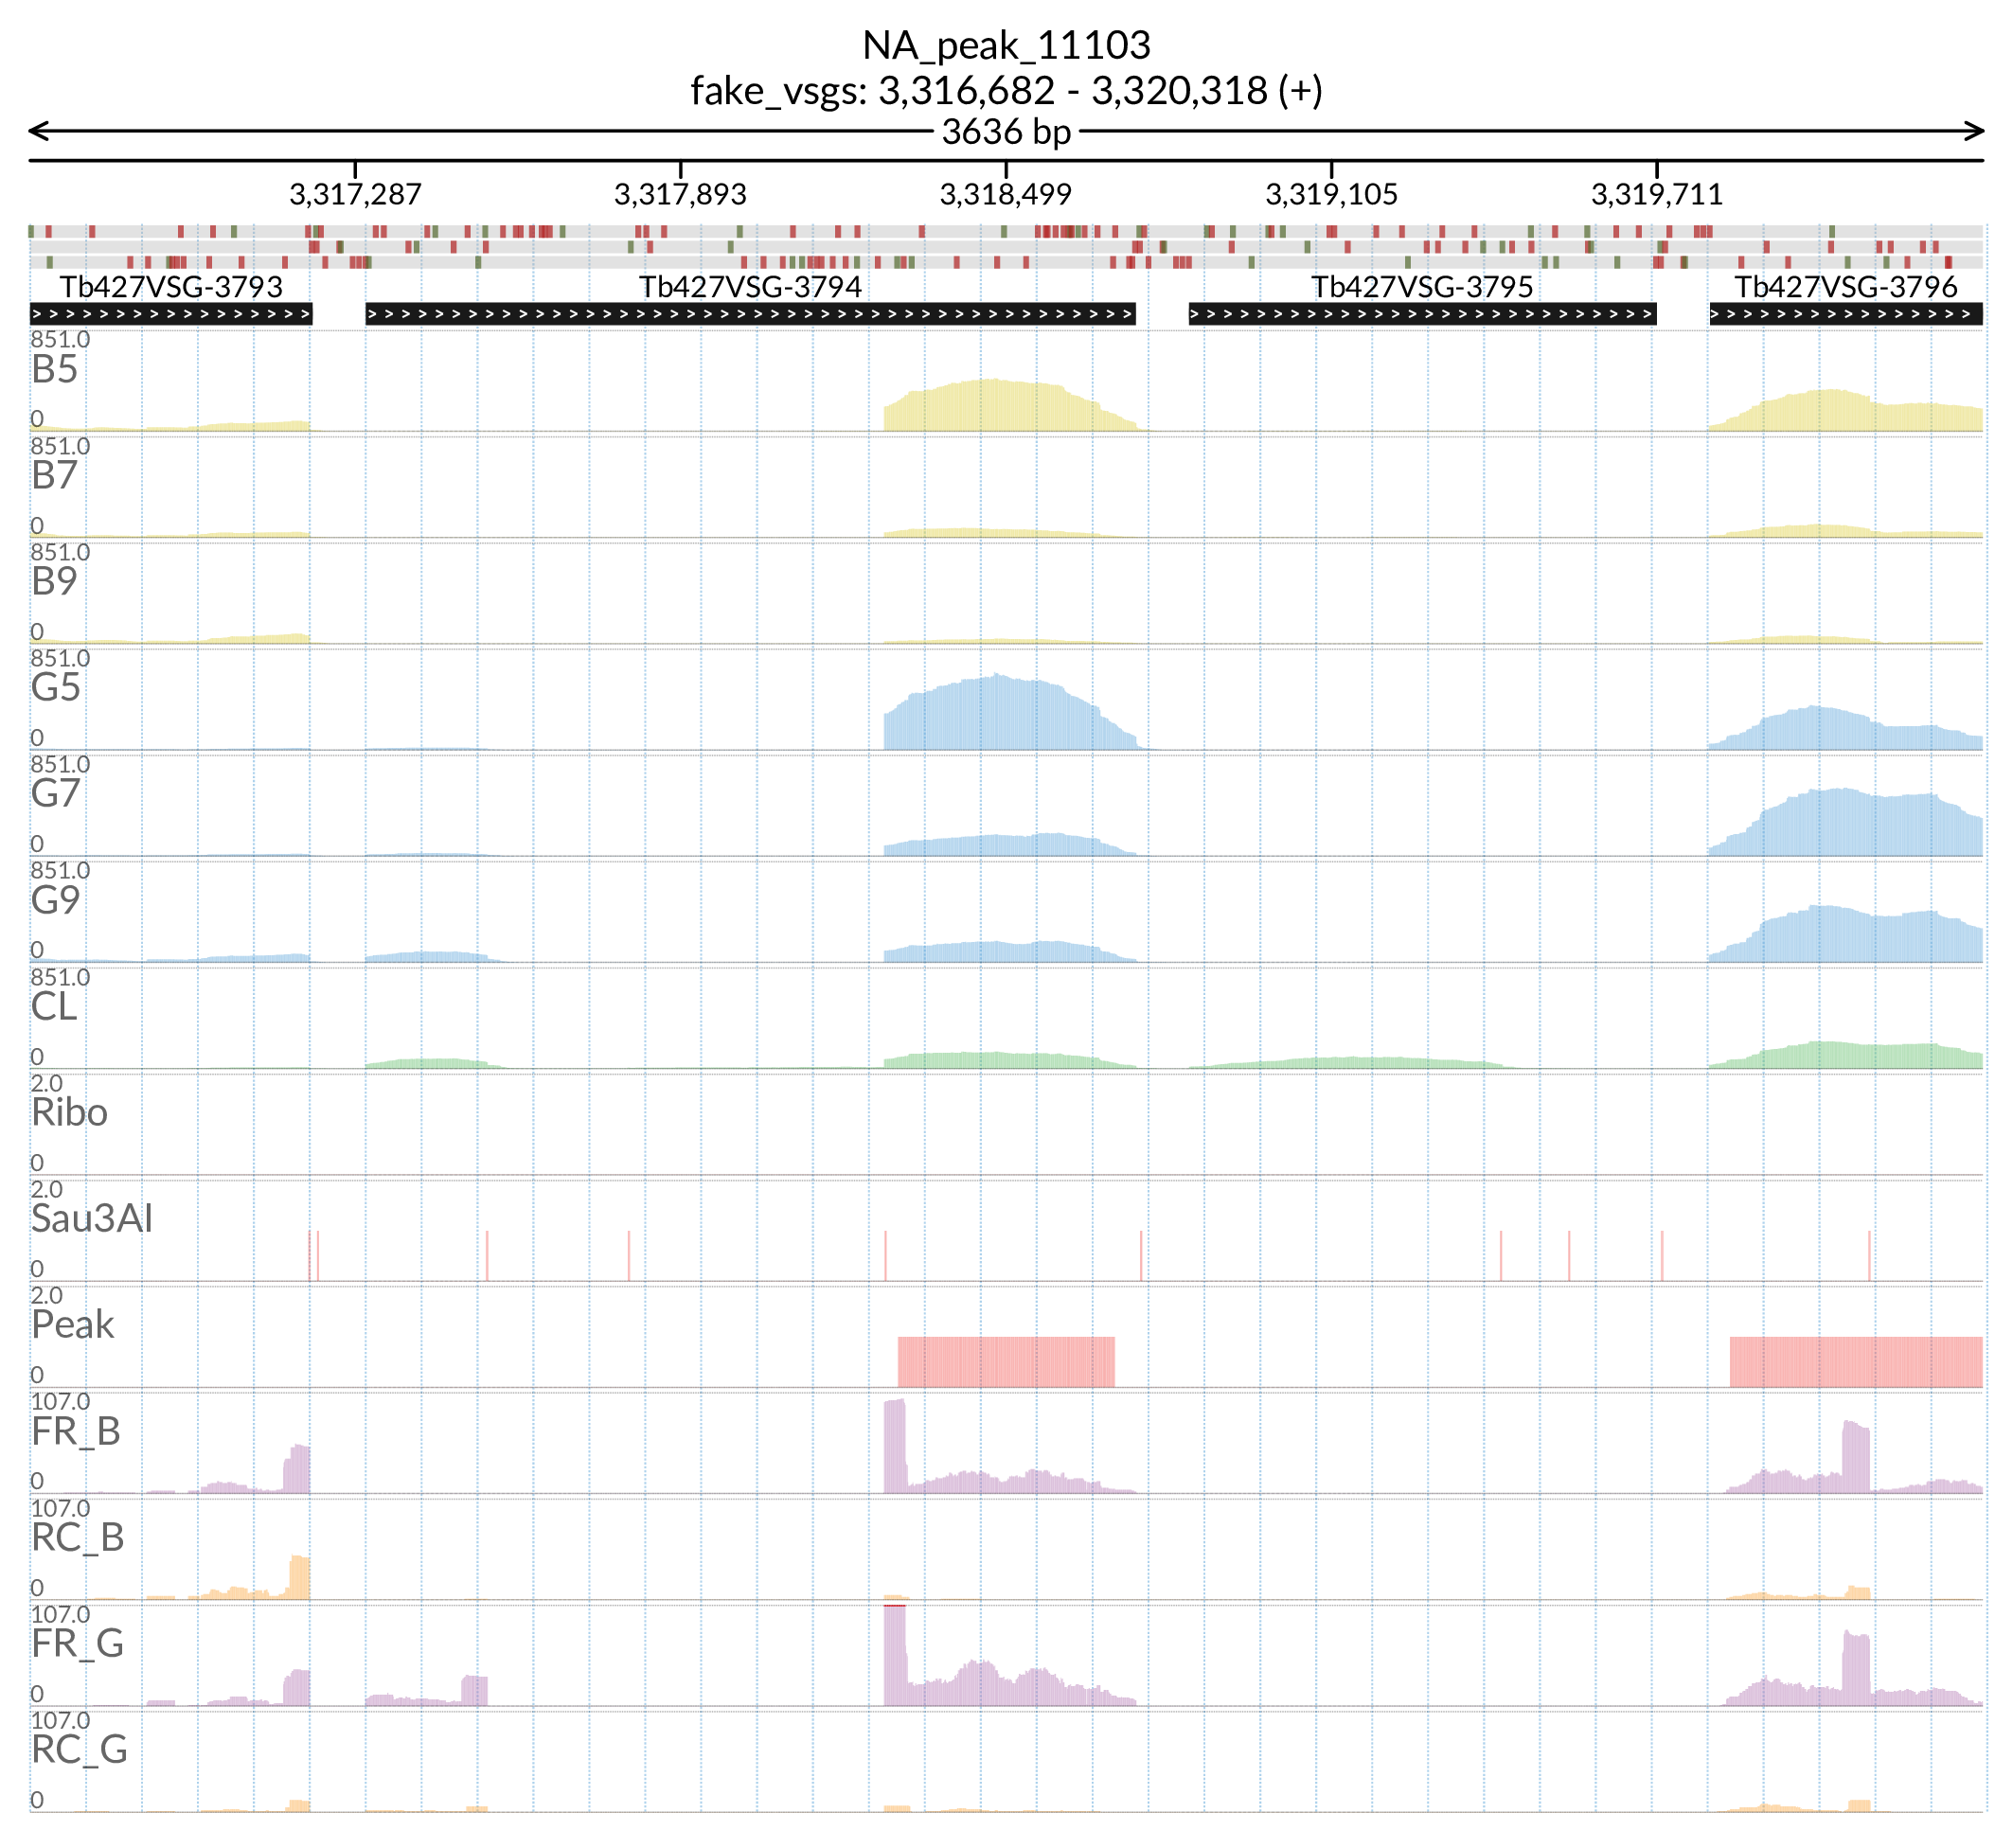 NA_peak_11103
fake_vsgs: 3,316,682 - 3,320,318 (+)
3636 bp
3,317,287 3,317,893 3,318,499 3,319,105 3,319,711
Tb427VSG-3793 Tb427VSG-3794 Tb427VSG-3795 Tb427VSG-3796
851.0
B5
0
851.0
B7
0
851.0
B9
0
851.0
G5
0
851.0
G7
0
851.0
G9
0
851.0
CL
0
2.0
Ribo
0
2.0
Sau3AI
0
2.0
Peak
0
107.0
FR_B
0
107.0
RC_B
0
107.0
FR_G
0
107.0
RC_G
0